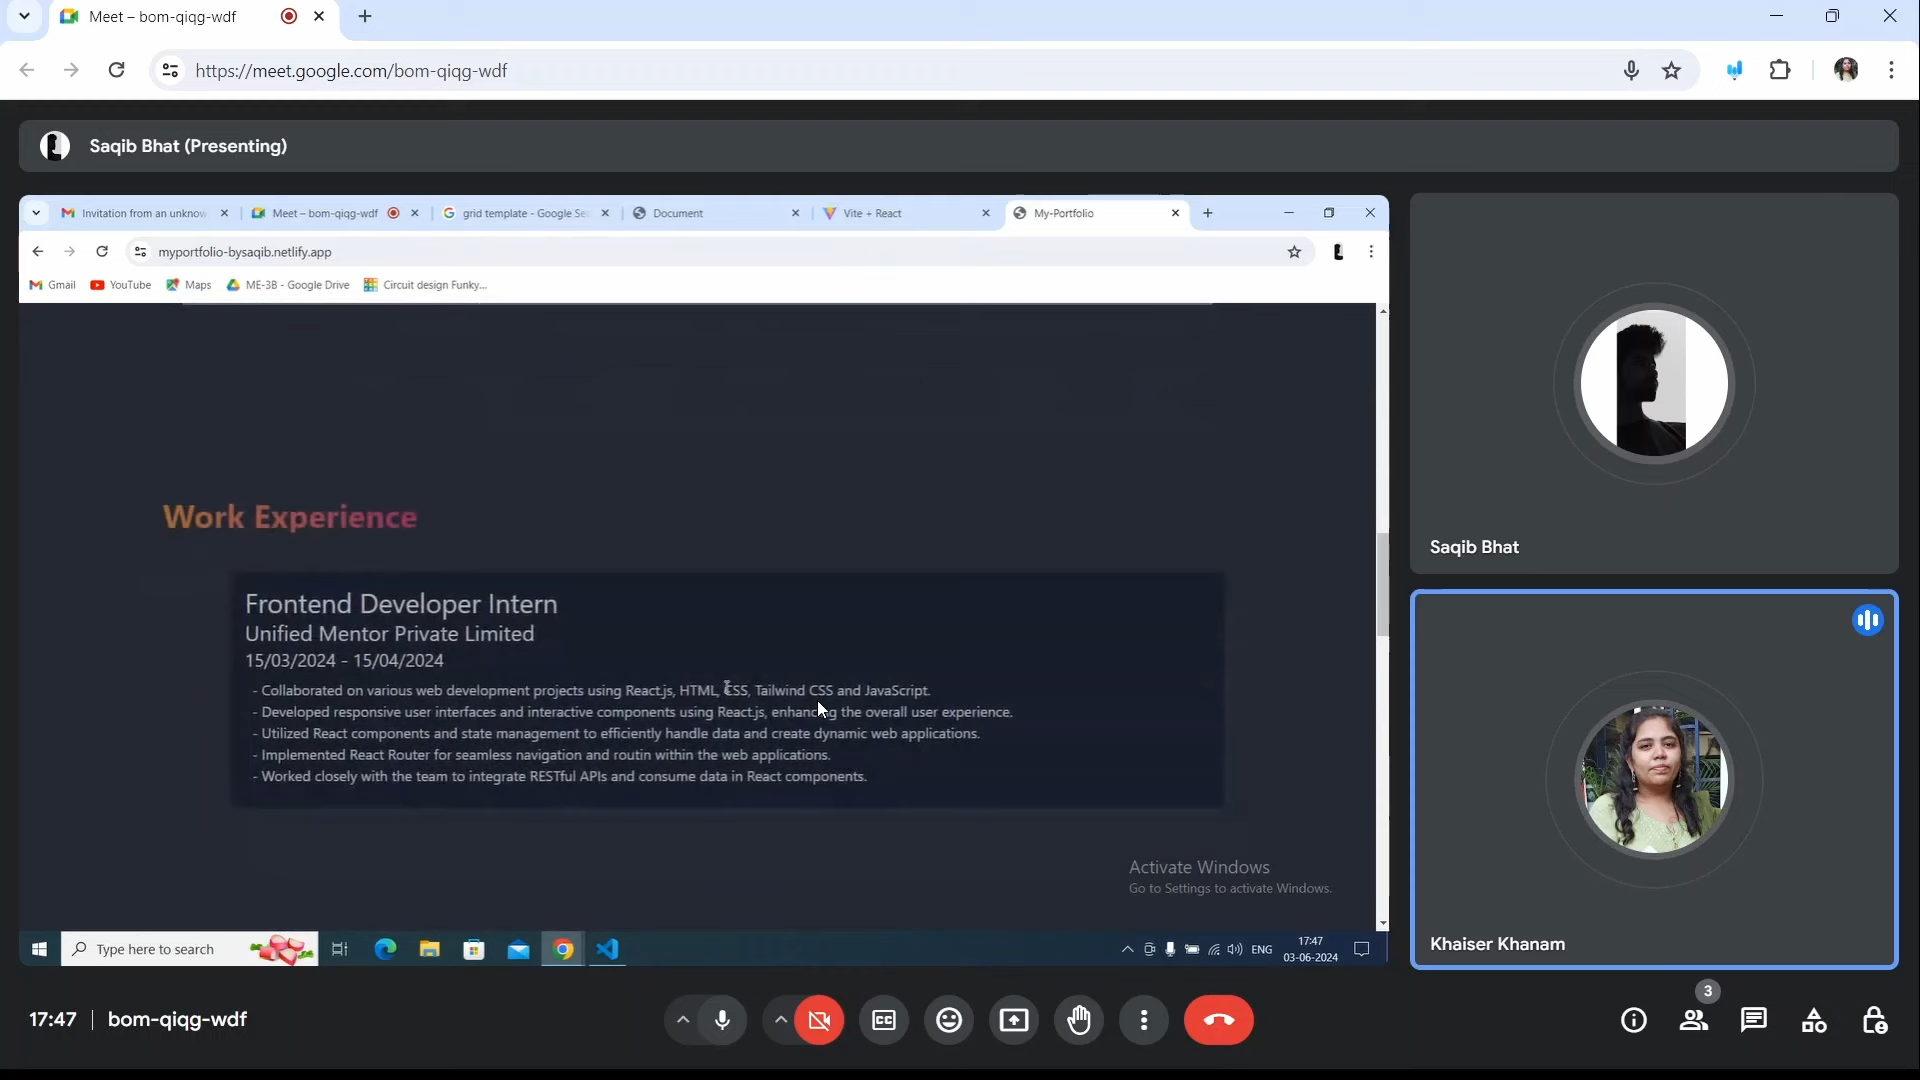 Meet – bom-qiqg-wdf
https://meet.google.com/bom-qiqg-wdf
Saqib Bhat (Presenting)
Invitation from an unknow
Meet – bom-qiqg-wdf
grid template - Google Se
Document
Vite + React
My-Portfolio
myportfolio-bysaqib.netlify.app
Gmail
YouTube
Maps
ME-3B - Google Drive
Circuit design Funky...
Work Experience
Frontend Developer Intern
Unified Mentor Private Limited
15/03/2024 - 15/04/2024
- Collaborated on various web development projects using React.js, HTML, CSS, Tailwind CSS and JavaScript.
- Developed responsive user interfaces and interactive components using React.js, enhancing the overall user experience.
- Utilized React components and state management to efficiently handle data and create dynamic web applications.
- Implemented React Router for seamless navigation and routin within the web applications.
- Worked closely with the team to integrate RESTful APIs and consume data in React components.
Activate Windows
Go to Settings to activate Windows.
Type here to search
ENG
17:47
03-06-2024
Saqib Bhat
Khaiser Khanam
17:47
bom-qiqg-wdf
CC
3